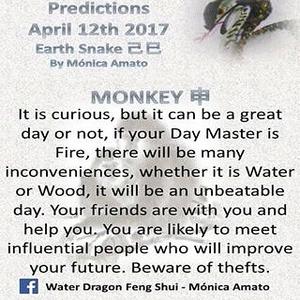 Predictions
April 12th 2017
Earth Snake 己巳
By Mónica Amato
MONKEY 申
It is curious, but it can be a great
day or not, if your Day Master is
Fire, there will be many
inconveniences, whether it is Water
or Wood, it will be an unbeatable
day. Your friends are with you and
help you. You are likely to meet
influential people who will improve
your future. Beware of thefts.
Water Dragon Feng Shui - Mónica Amato